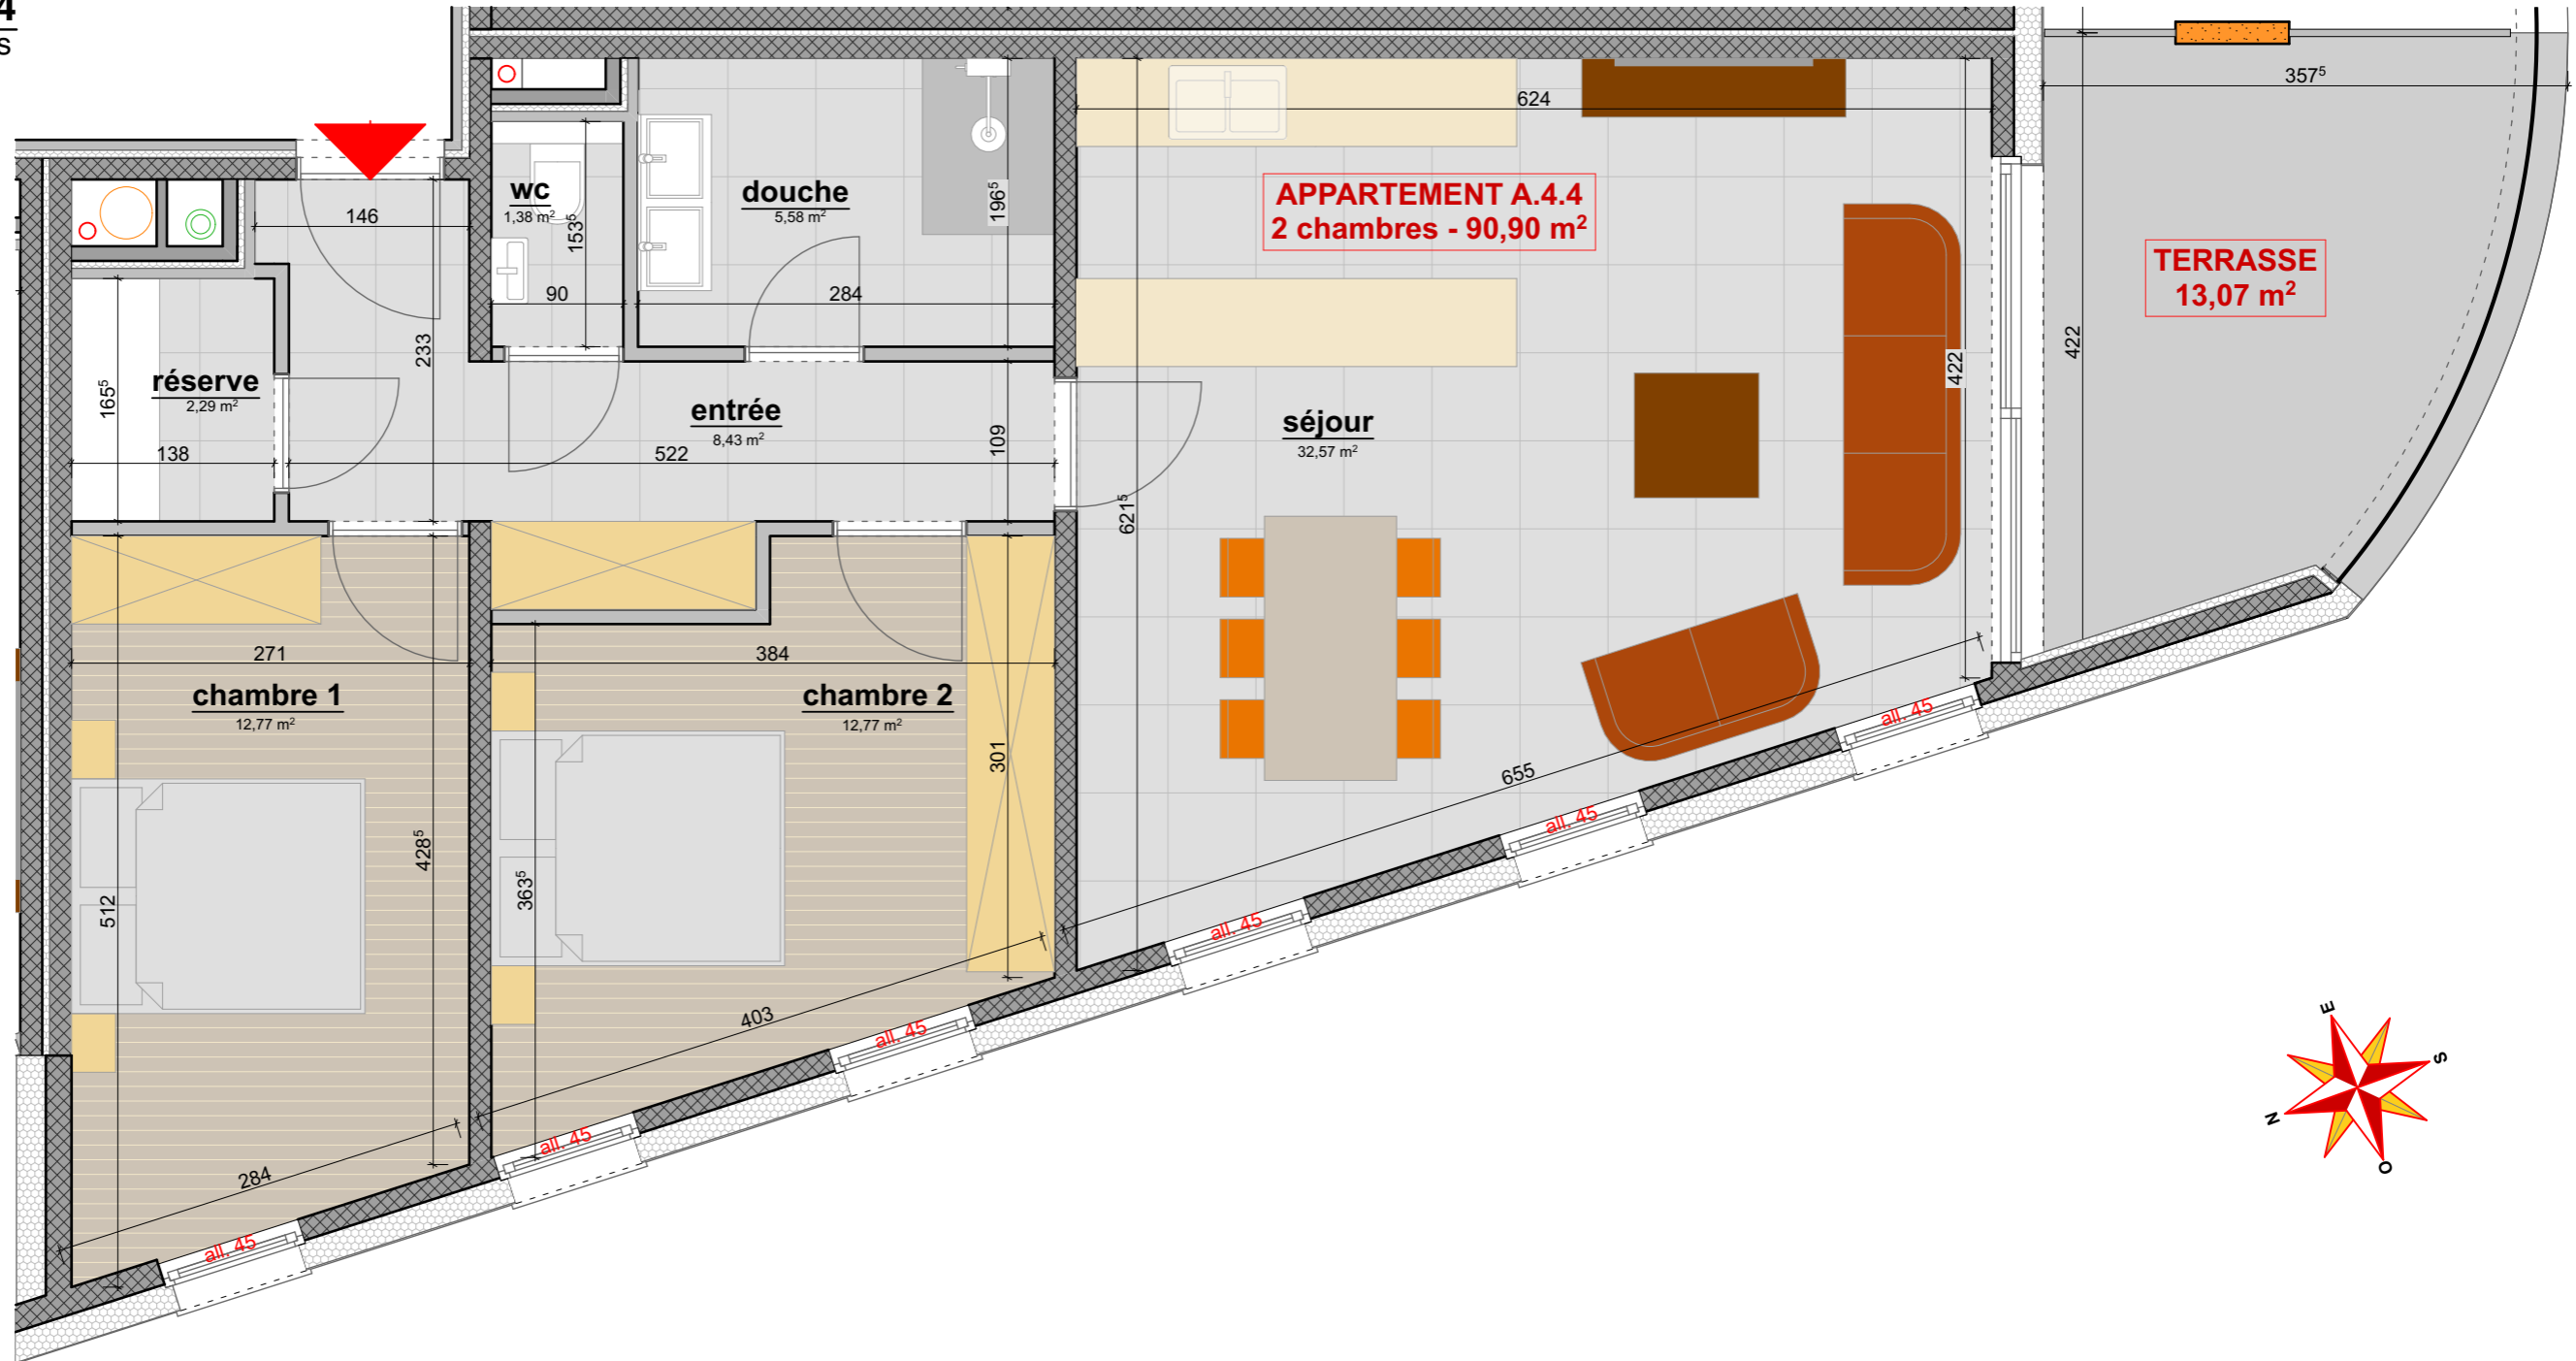 4
s
357⁵
624
APPARTEMENT A.4.4
2 chambres - 90,90 m²
wc
1,38 m²
153⁵
douche
5,58 m²
196⁵
146
TERRASSE
13,07 m²
90
284
233
422
422
réserve
2,29 m²
165⁵
entrée
8,43 m²
109
séjour
32,57 m²
138
522
621⁵
271
384
chambre 1
12,77 m²
chambre 2
12,77 m²
all. 45
301
655
all. 45
428⁵
363⁵
512
all. 45
403
all. 45
E
S
N
O
all. 45
284
all. 45